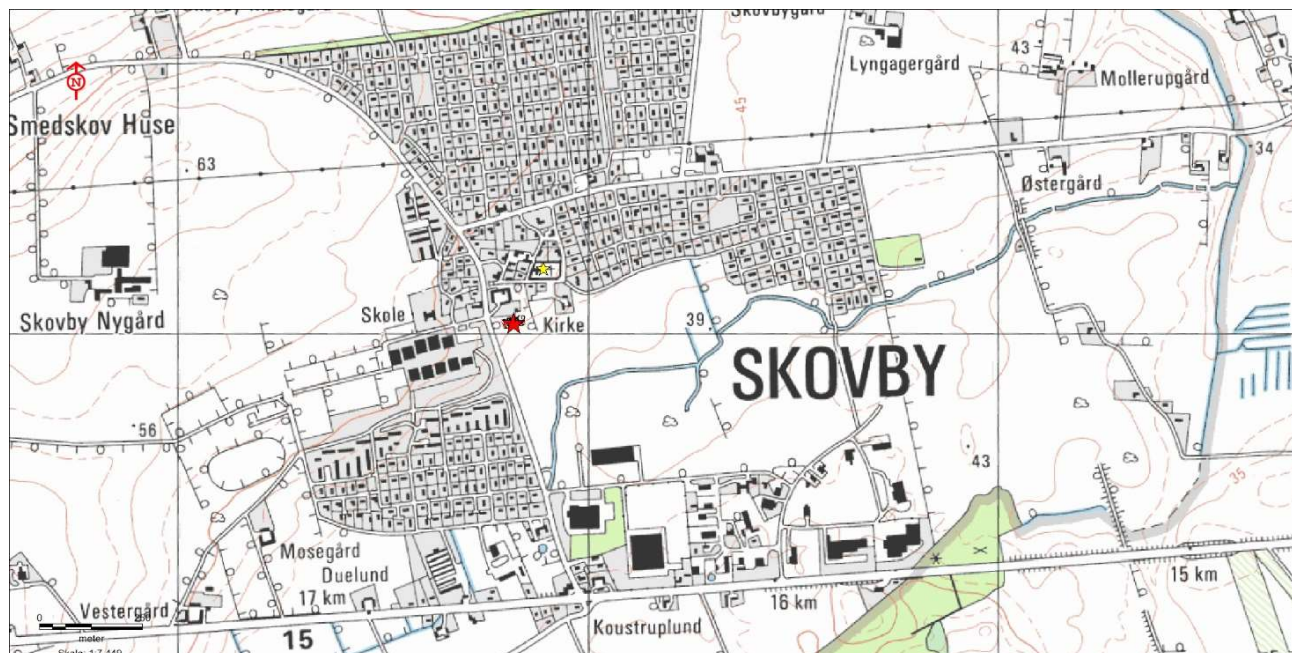 Skovbygård
Lyngagergård
43
Mollerupgård
N
Smedskov Huse
45
63
34
Østergård
Skovby Nygård
Skole
Kirke
39
SKOVBY
56
43
35
Mosegård
Duelund
17 km
Vestergård
15
16 km
15 km
Koustruplund
0
meter